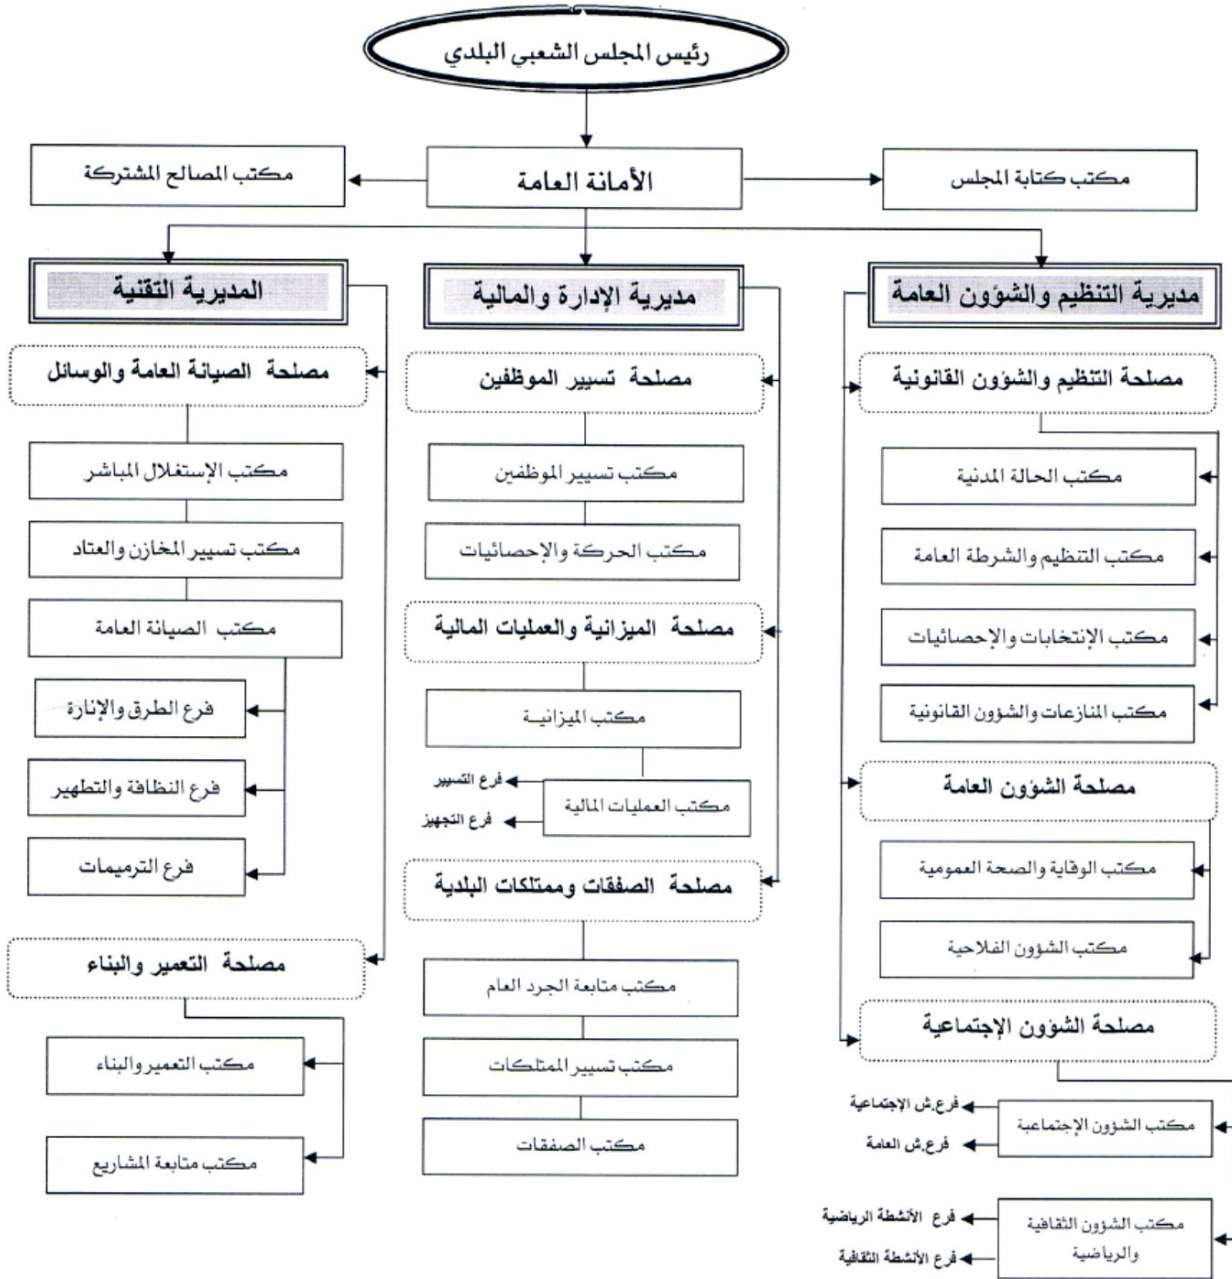 رئيس المجلس الشعبي البلدي
مكتب كتابة المجلس
الأمانة العامة
مكتب المصالح المشتركة
مديرية التنظيم والشؤون العامة
مصلحة التنظيم والشؤون القانونية
مكتب الحالة المدنية
مكتب التنظيم والشرطة العامة
مكتب الإنتخابات والإحصائيات
مكتب المنازعات والشؤون القانونية
مصلحة الشؤون العامة
مكتب الوقاية والصحة العمومية
مكتب الشؤون الفلاحية
مصلحة الشؤون الإجتماعية
مكتب الشؤون الإجتماعية
فرع.ش الإجتماعية
فرع.ش العامة
مكتب الشؤون الثقافية
والرياضية
فرع الأنشطة الرياضية
فرع الأنشطة الثقافية
مديرية الإدارة والمالية
مصلحة تسيير الموظفين
مكتب تسيير الموظفين
مكتب الحركة والإحصائيات
مصلحة الميزانية والعمليات المالية
مكتب الميزانيـة
مكتب العمليات المالية
فرع التسيير
فرع التجهيز
مصلحة الصفقات وممتلكات البلدية
مكتب متابعة الجرد العام
مكتب تسيير الممتلكات
مكتب الصفقات
المديرية التقنية
مصلحة الصيانة العامة والوسائل
مكتب الإستغلال المباشر
مكتب تسيير المخازن والعتاد
مكتب الصيانة العامة
فرع الطرق والإنارة
فرع النظافة والتطهير
فرع الترميمات
مصلحة التعمير والبناء
مكتب التعمير والبناء
مكتب متابعة المشاريع